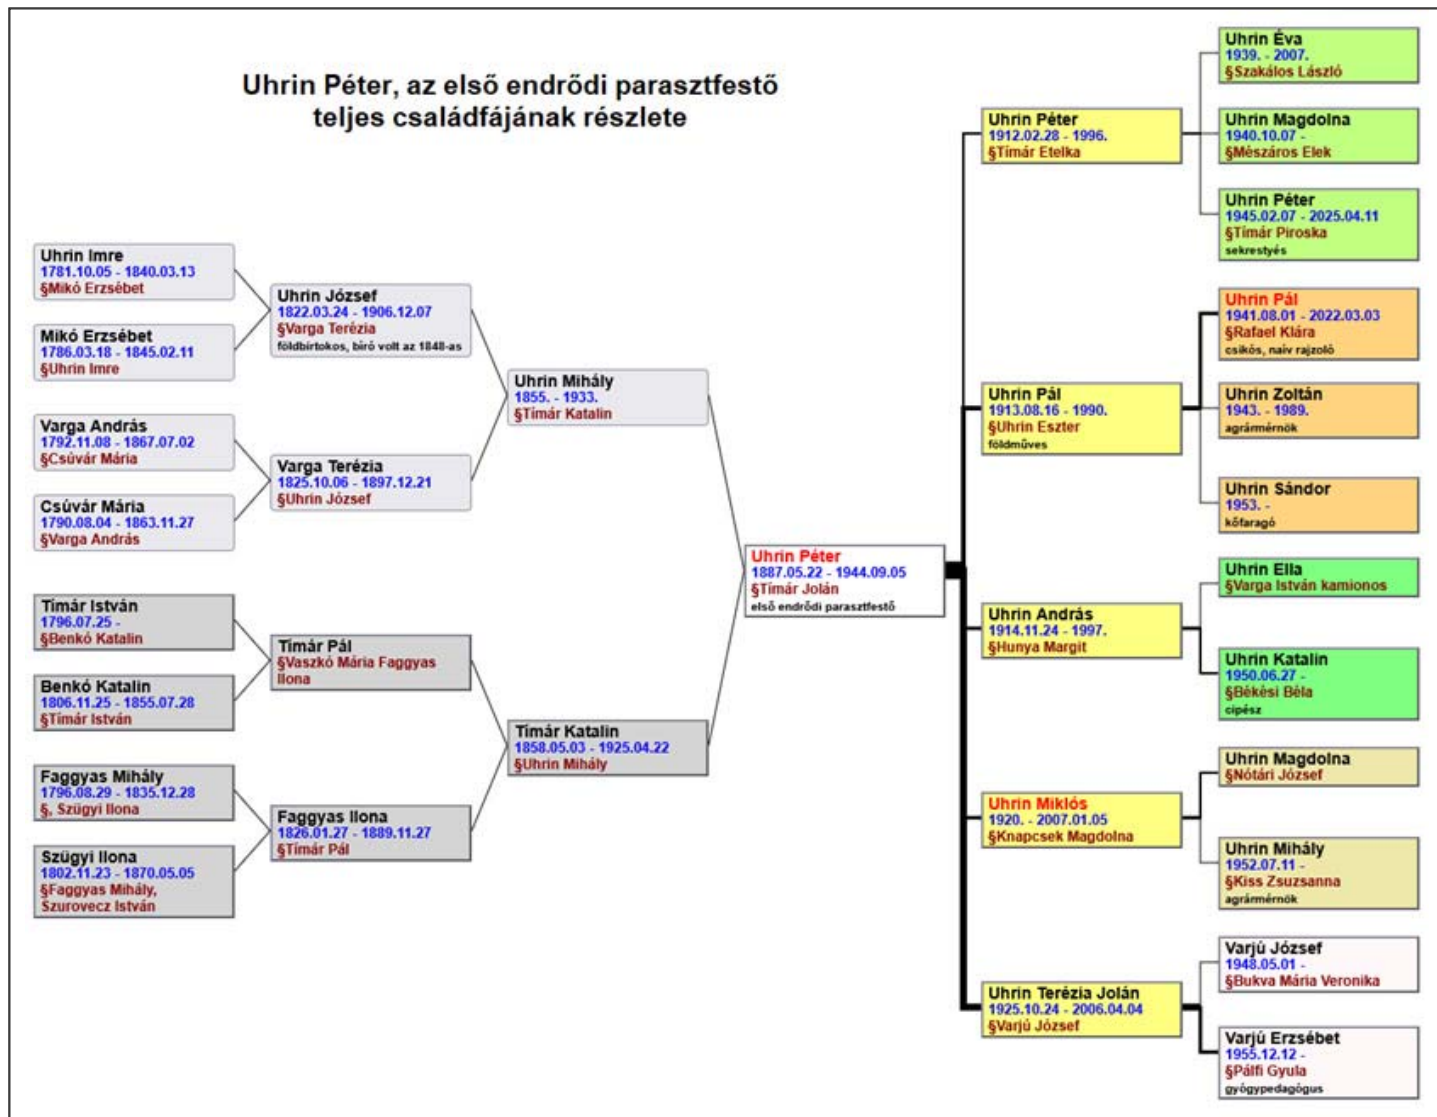 Uhrin Péter, az első endrődi parasztfestő
teljes családfájának részlete
Uhrin Imre
1781.10.05 - 1840.03.13
§Mikó Erzsébet
Mikó Erzsébet
1786.03.18 - 1845.02.11
§Uhrin Imre
Varga András
1792.11.08 - 1867.07.02
§Csúvár Mária
Csúvár Mária
1790.08.04 - 1863.11.27
§Varga András
Tímár István
1796.07.25 -
§Benkó Katalin
Benkó Katalin
1806.11.25 - 1855.07.28
§Tímár István
Faggyas Mihály
1796.08.29 - 1835.12.28
§, Szügyi Ilona
Szügyi Ilona
1802.11.23 - 1870.05.05
§Faggyas Mihály,
Szurovecz István
Uhrin József
1822.03.24 - 1906.12.07
§Varga Terézia
földbirtokos, bíró volt az 1848-as
Varga Terézia
1825.10.06 - 1897.12.21
§Uhrin József
Tímár Pál
§Vaszkó Mária Faggyas
Ilona
Faggyas Ilona
1826.01.27 - 1889.11.27
§Tímár Pál
Uhrin Mihály
1855. - 1933.
§Tímár Katalin
Tímár Katalin
1858.05.03 - 1925.04.22
§Uhrin Mihály
Uhrin Péter
1887.05.22 - 1944.09.05
§Tímár Jolán
első endrődi parasztfestő
Uhrin Péter
1912.02.28 - 1996.
§Tímár Etelka
Uhrin Pál
1913.08.16 - 1990.
§Uhrin Eszter
földműves
Uhrin András
1914.11.24 - 1997.
§Hunya Margit
Uhrin Miklós
1920. - 2007.01.05
§Knapcsek Magdolna
Uhrin Terézia Jolán
1925.10.24 - 2006.04.04
§Varjú József
Uhrin Éva
1939. - 2007.
§Szakálos László
Uhrin Magdolna
1940.10.07 -
§Mészáros Elek
Uhrin Péter
1945.02.07 - 2025.04.11
§Tímár Piroska
sekrestyés
Uhrin Pál
1941.08.01 - 2022.03.03
§Rafael Klára
csikós, naív rajzoló
Uhrin Zoltán
1943. - 1989.
agrármérnök
Uhrin Sándor
1953. -
kőfaragó
Uhrin Ella
§Varga István kamionos
Uhrin Katalin
1950.06.27 -
§Békési Béla
cipész
Uhrin Magdolna
§Nótári József
Uhrin Mihály
1952.07.11 -
§Kiss Zsuzsanna
agrármérnök
Varjú József
1948.05.01 -
§Bukva Mária Veronika
Varjú Erzsébet
1955.12.12 -
§Pálfi Gyula
gyógypedagógus